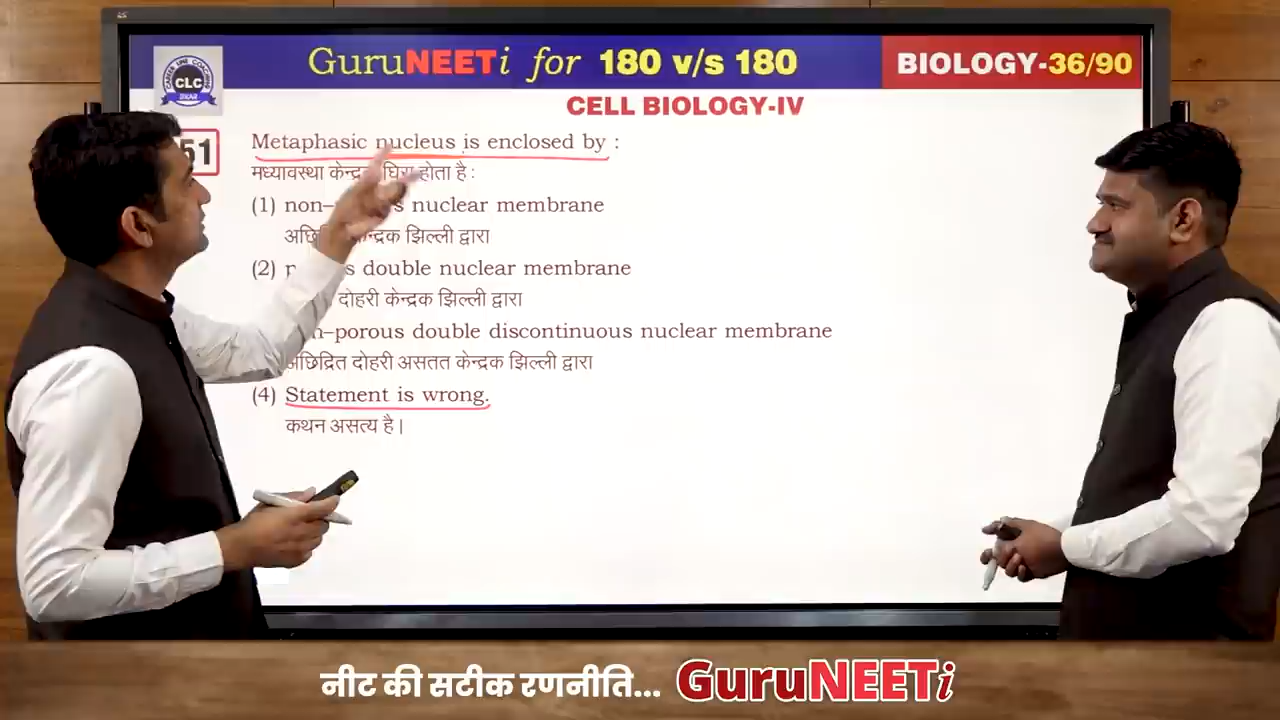 GuruNEETi for 180 v/s 180
BIOLOGY-36/90
CLC
SIKAR
CELL BIOLOGY-IV
51
Metaphasic nucleus is enclosed by :
मध्यावस्था केन्द्रक घिरा होता है :
(1) non– nuclear membrane
केन्द्रक झिल्ली द्वारा
(2) double nuclear membrane
दोहरी केन्द्रक झिल्ली द्वारा
–porous double discontinuous nuclear membrane
अछिद्रित दोहरी असतत केन्द्रक झिल्ली द्वारा
(4) Statement is wrong.
कथन असत्य है।
नीट की सटीक रणनीति... GuruNEETi